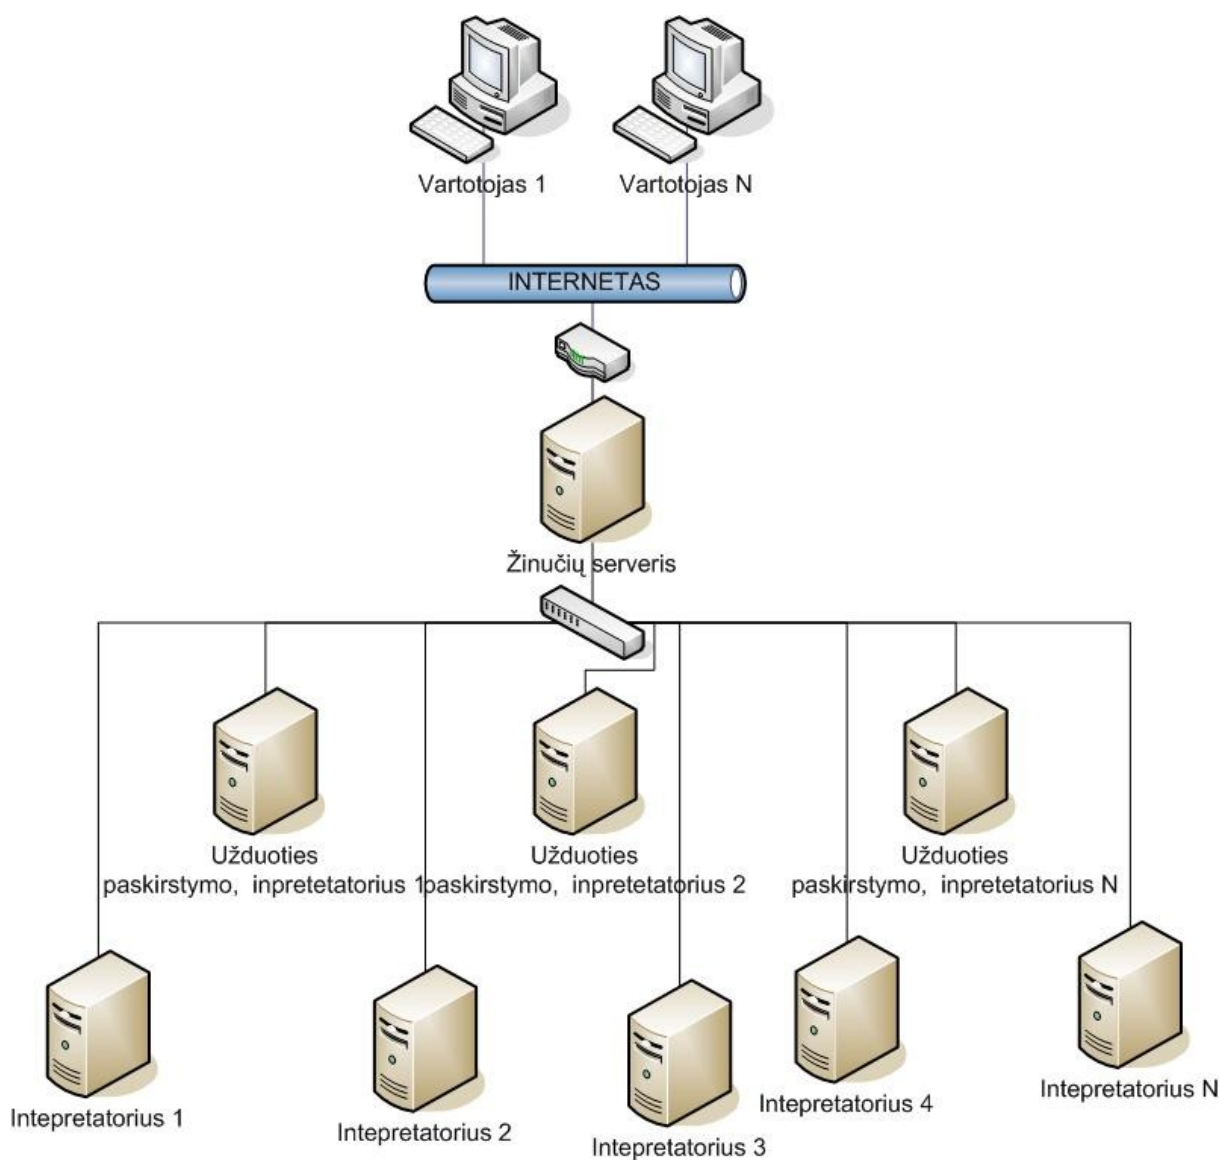 Vartotojas 1
Vartotojas N
INTERNETAS
Žinučių serveris
Užduoties
paskirstymo, inpretetatorius 1
Užduoties
paskirstymo, inpretetatorius 2
Užduoties
paskirstymo, inpretetatorius N
Intepretatorius 1
Intepretatorius 2
Intepretatorius 3
Intepretatorius 4
Intepretatorius N